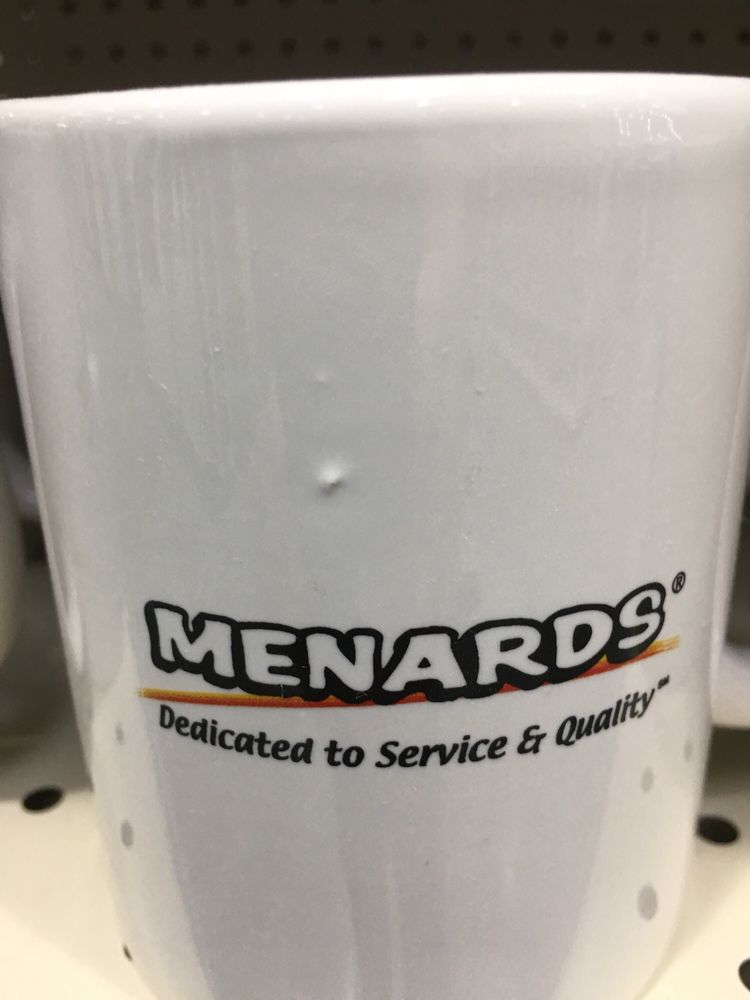 MENARDS®
Dedicated to Service & Quality℠